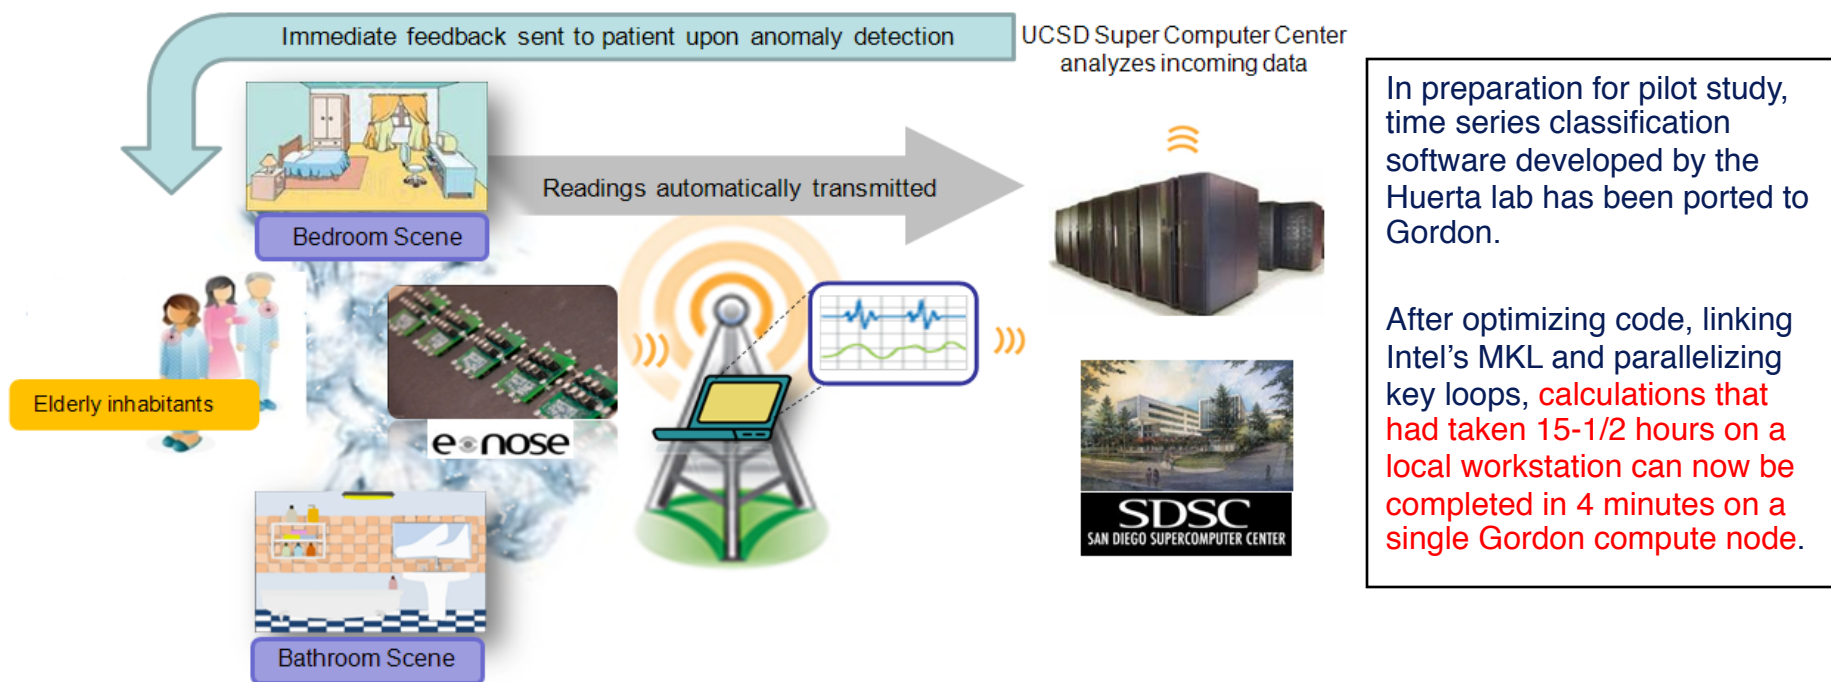 Immediate feedback sent to patient upon anomaly detection
UCSD Super Computer Center
analyzes incoming data
Readings automatically transmitted
Bedroom Scene
Elderly inhabitants
e nose
Bathroom Scene
SDSC
SAN DIEGO SUPERCOMPUTER CENTER
In preparation for pilot study,
time series classification
software developed by the
Huerta lab has been ported to
Gordon.
After optimizing code, linking
Intel’s MKL and parallelizing
key loops, calculations that
had taken 15-1/2 hours on a
local workstation can now be
completed in 4 minutes on a
single Gordon compute node.